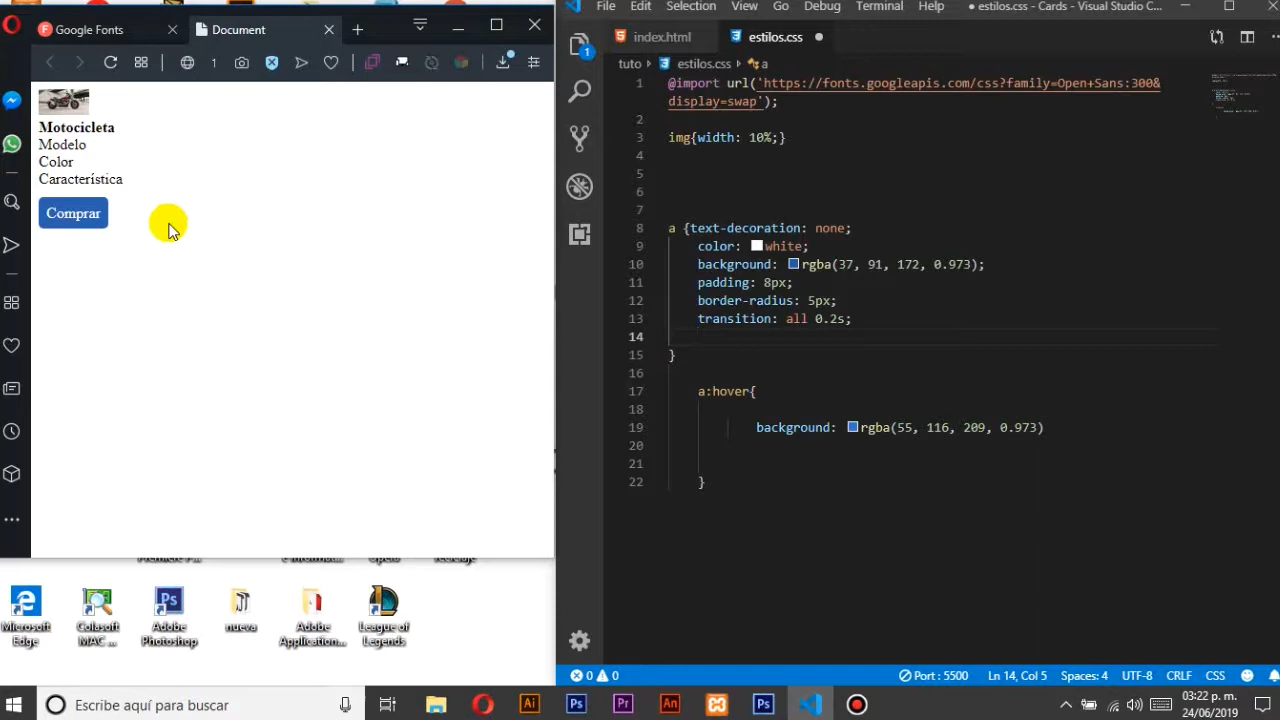 File Edit Selection View Go Debug Terminal Help ● estilos.css - Cards - Visual Studio C...
Google Fonts
Document
index.html
estilos.css
tuto > estilos.css > a
1
Motocicleta
Modelo
Color
Característica
Comprar
1 @import url('https://fonts.googleapis.com/css?family=Open+Sans:300&
display=swap');
2
3 img{width: 10%;}
4
5
6
7
8 a {text-decoration: none;
9 color: white;
10 background: rgba(37, 91, 172, 0.973);
11 padding: 8px;
12 border-radius: 5px;
13 transition: all 0.2s;
14
15 }
16
17 a:hover{
18
19 background: rgba(55, 116, 209, 0.973)
20
21
22 }
Microsoft
Edge
Colasoft
MAC ...
Adobe
Photoshop
nueva
Adobe
Application...
League of
Legends
0 0
Port : 5500
Ln 14, Col 5
Spaces: 4
UTF-8
CRLF
CSS
Escribe aquí para buscar
03:22 p. m.
24/06/2019